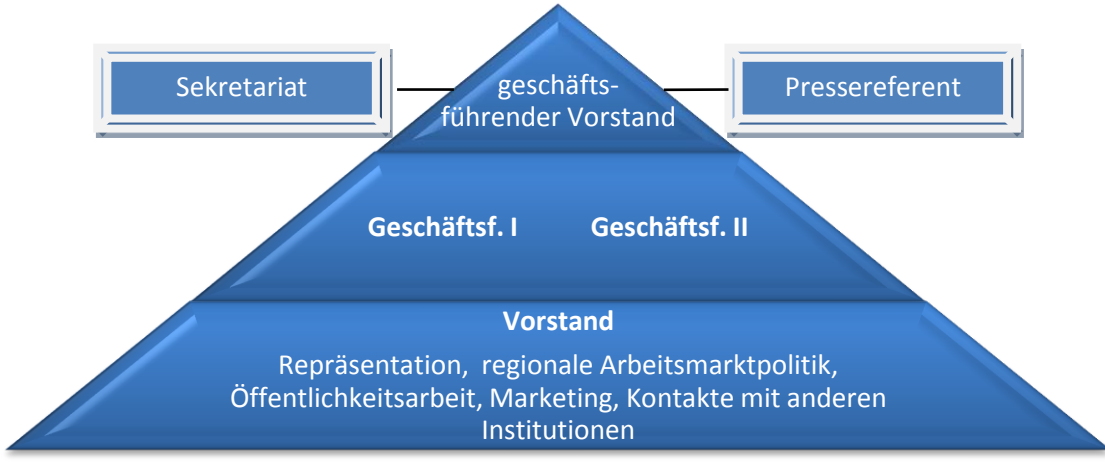 Sekretariat
geschäfts-
führender Vorstand
Pressereferent
Geschäftsf. I
Geschäftsf. II
Vorstand
Repräsentation, regionale Arbeitsmarktpolitik,
Öffentlichkeitsarbeit, Marketing, Kontakte mit anderen
Institutionen